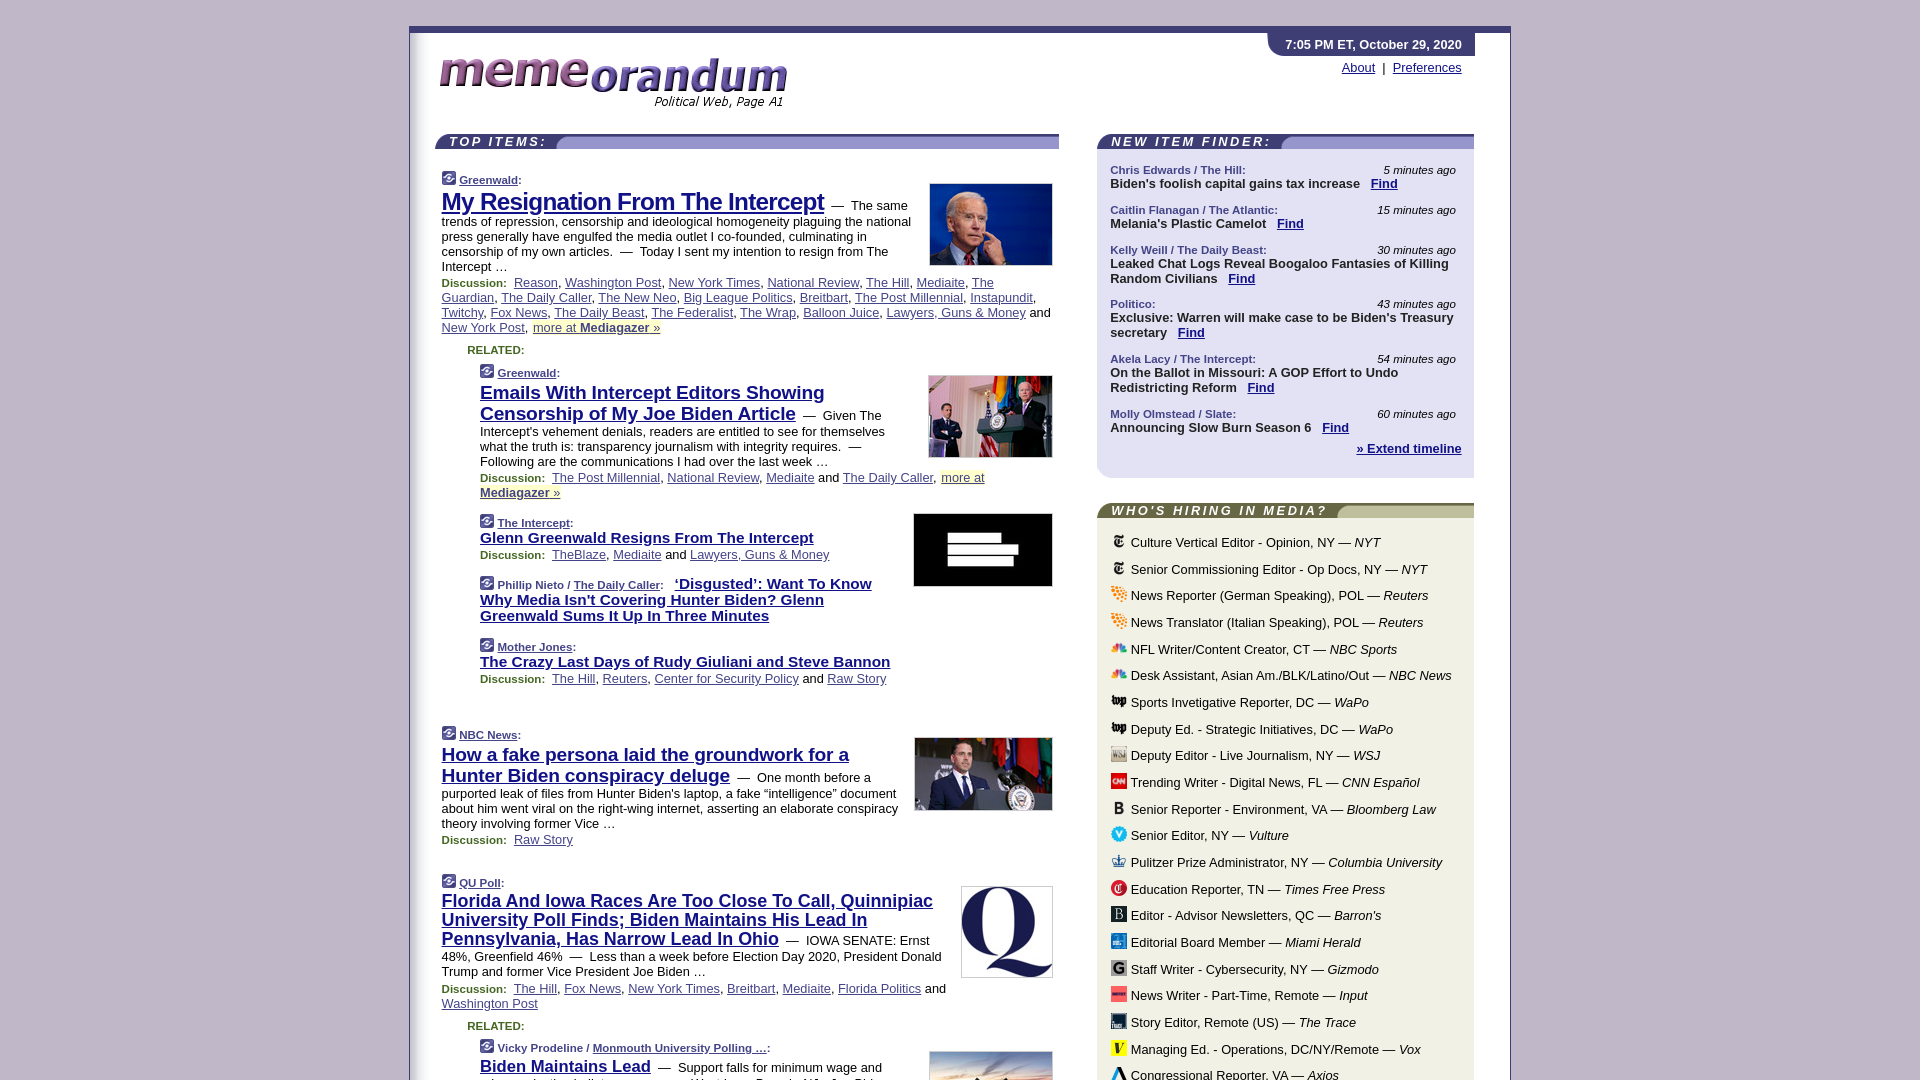 7:05 PM ET, October 29, 2020
About | Preferences
memeorandum
Political Web, Page A1
TOP ITEMS:
Greenwald:
My Resignation From The Intercept — The same
trends of repression, censorship and ideological homogeneity plaguing the national
press generally have engulfed the media outlet I co-founded, culminating in
censorship of my own articles. — Today I sent my intention to resign from The
Intercept …
Discussion: Reason, Washington Post, New York Times, National Review, The Hill, Mediaite, The
Guardian, The Daily Caller, The New Neo, Big League Politics, Breitbart, The Post Millennial, Instapundit,
Twitchy, Fox News, The Daily Beast, The Federalist, The Wrap, Balloon Juice, Lawyers, Guns & Money and
New York Post, more at Mediagazer »
RELATED:
Greenwald:
Emails With Intercept Editors Showing
Censorship of My Joe Biden Article — Given The
Intercept's vehement denials, readers are entitled to see for themselves
what the truth is: transparency journalism with integrity requires. —
Following are the communications I had over the last week …
Discussion: The Post Millennial, National Review, Mediaite and The Daily Caller, more at
Mediagazer »
The Intercept:
Glenn Greenwald Resigns From The Intercept
Discussion: TheBlaze, Mediaite and Lawyers, Guns & Money
Phillip Nieto / The Daily Caller: ‘Disgusted’: Want To Know
Why Media Isn't Covering Hunter Biden? Glenn
Greenwald Sums It Up In Three Minutes
Mother Jones:
The Crazy Last Days of Rudy Giuliani and Steve Bannon
Discussion: The Hill, Reuters, Center for Security Policy and Raw Story
NBC News:
How a fake persona laid the groundwork for a
Hunter Biden conspiracy deluge — One month before a
purported leak of files from Hunter Biden's laptop, a fake “intelligence” document
about him went viral on the right-wing internet, asserting an elaborate conspiracy
theory involving former Vice …
Discussion: Raw Story
QU Poll:
Florida And Iowa Races Are Too Close To Call, Quinnipiac
University Poll Finds; Biden Maintains His Lead In
Pennsylvania, Has Narrow Lead In Ohio — IOWA SENATE: Ernst
48%, Greenfield 46% — Less than a week before Election Day 2020, President Donald
Trump and former Vice President Joe Biden …
Discussion: The Hill, Fox News, New York Times, Breitbart, Mediaite, Florida Politics and
Washington Post
RELATED:
Vicky Prodeline / Monmouth University Polling …:
Biden Maintains Lead — Support falls for minimum wage and
NEW ITEM FINDER:
Chris Edwards / The Hill: 5 minutes ago
Biden's foolish capital gains tax increase Find
Caitlin Flanagan / The Atlantic: 15 minutes ago
Melania's Plastic Camelot Find
Kelly Weill / The Daily Beast: 30 minutes ago
Leaked Chat Logs Reveal Boogaloo Fantasies of Killing
Random Civilians Find
Politico: 43 minutes ago
Exclusive: Warren will make case to be Biden's Treasury
secretary Find
Akela Lacy / The Intercept: 54 minutes ago
On the Ballot in Missouri: A GOP Effort to Undo
Redistricting Reform Find
Molly Olmstead / Slate: 60 minutes ago
Announcing Slow Burn Season 6 Find
» Extend timeline
WHO'S HIRING IN MEDIA?
Culture Vertical Editor - Opinion, NY — NYT
Senior Commissioning Editor - Op Docs, NY — NYT
News Reporter (German Speaking), POL — Reuters
News Translator (Italian Speaking), POL — Reuters
NFL Writer/Content Creator, CT — NBC Sports
Desk Assistant, Asian Am./BLK/Latino/Out — NBC News
Sports Invetigative Reporter, DC — WaPo
Deputy Ed. - Strategic Initiatives, DC — WaPo
Deputy Editor - Live Journalism, NY — WSJ
Trending Writer - Digital News, FL — CNN Español
Senior Reporter - Environment, VA — Bloomberg Law
Senior Editor, NY — Vulture
Pulitzer Prize Administrator, NY — Columbia University
Education Reporter, TN — Times Free Press
Editor - Advisor Newsletters, QC — Barron's
Editorial Board Member — Miami Herald
Staff Writer - Cybersecurity, NY — Gizmodo
News Writer - Part-Time, Remote — Input
Story Editor, Remote (US) — The Trace
Managing Ed. - Operations, DC/NY/Remote — Vox
Congressional Reporter, VA — Axios